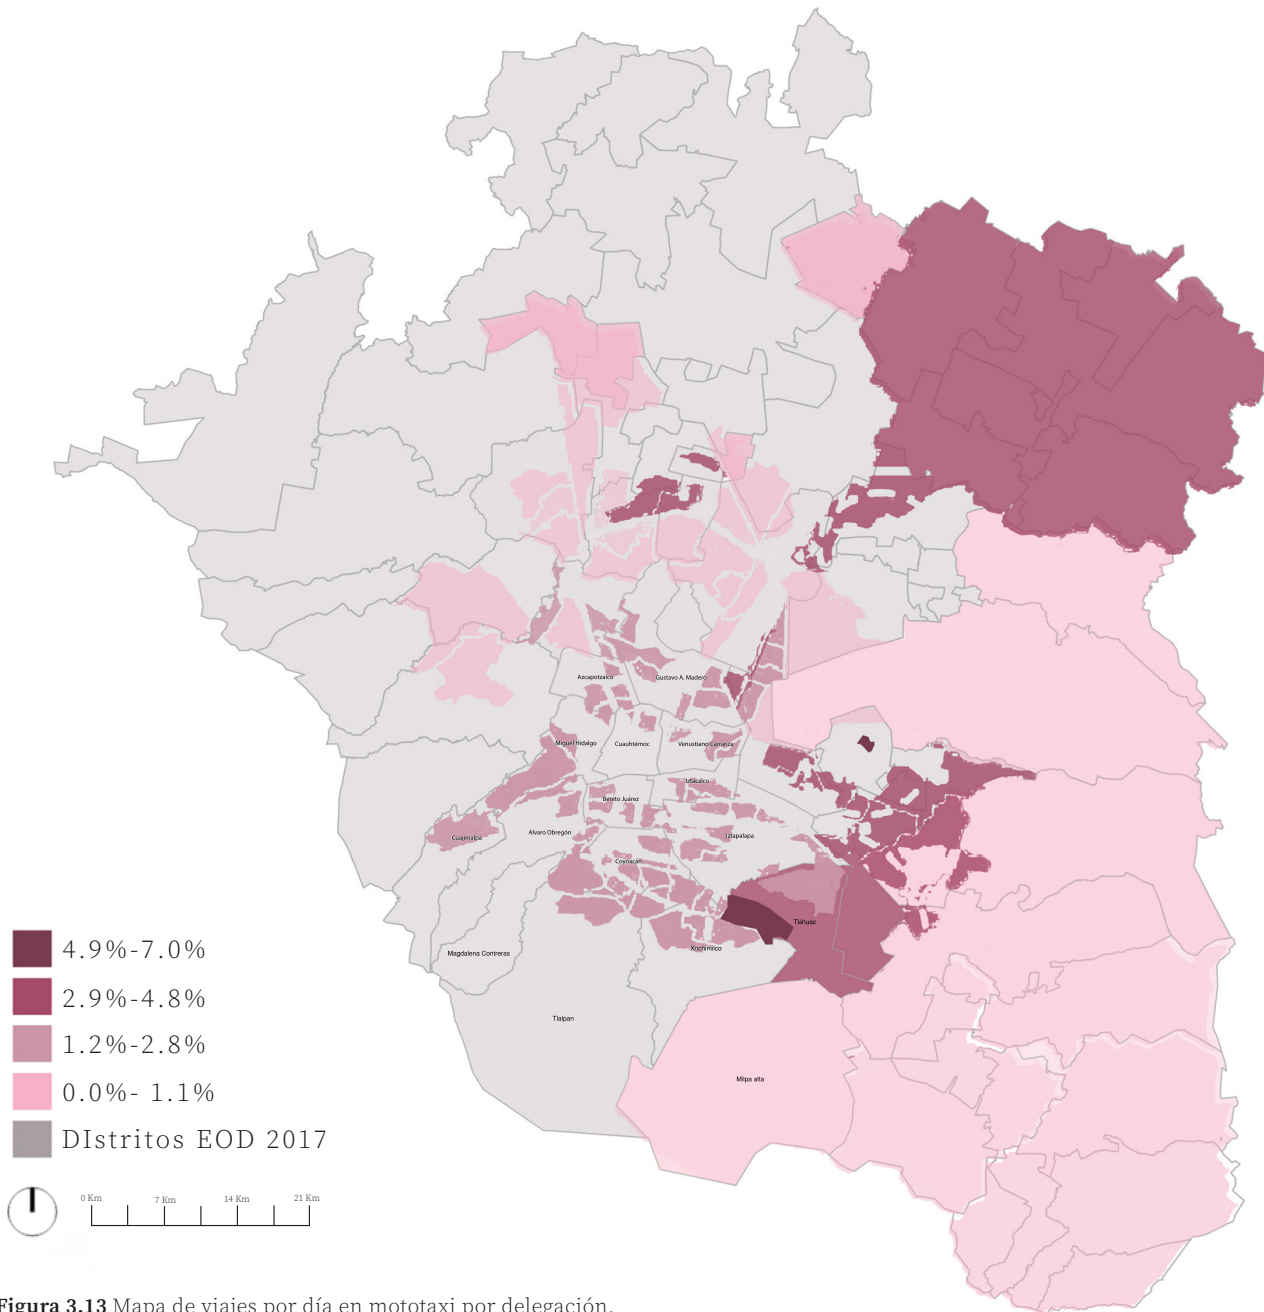 Azcapotzalco
Gustavo A. Madero
Miguel Hidalgo
Cuauhtémoc
Venustiano Carranza
Iztacalco
Benito Juárez
Cuajimalpa
Alvaro Obregón
Iztapalapa
Coyoacán
Tláhuac
Xochimilco
Magdalena Contreras
Tlalpan
Milpa alta
4.9%-7.0%
2.9%-4.8%
1.2%-2.8%
0.0%- 1.1%
DIstritos EOD 2017
0 Km 7 Km 14 Km 21 Km
Figura 3.13 Mapa de viajes por día en mototaxi por delegación.